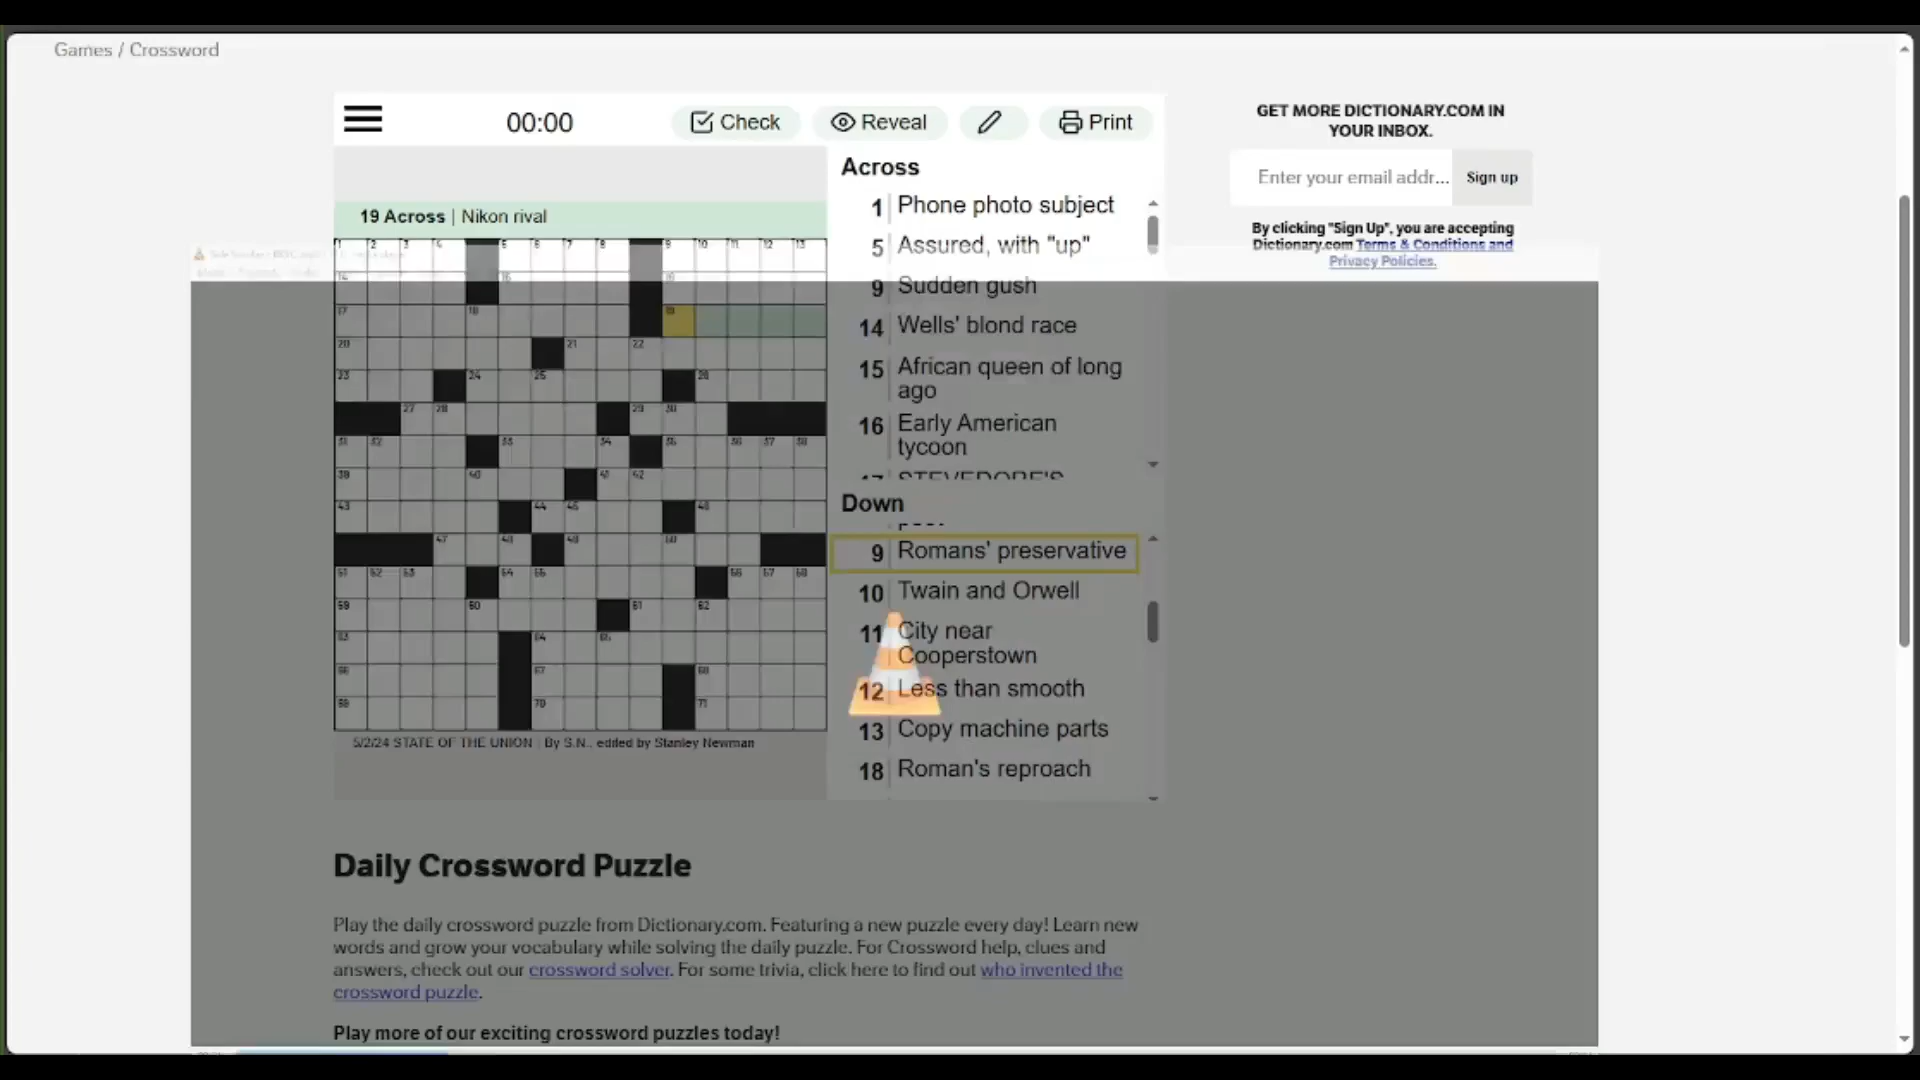 Games / Crossword
00:00
Check
Reveal
Print
19 Across | Nikon rival
Across
1 Phone photo subject
5 Assured, with "up"
9 Sudden gush
14 Wells' blond race
15 African queen of long
ago
16 Early American
tycoon
17 STEVEDORE'S
Down
9 Romans' preservative
10 Twain and Orwell
11 City near
Cooperstown
12 Less than smooth
13 Copy machine parts
18 Roman's reproach
5/2/24 STATE OF THE UNION | By S.N., edited by Stanley Newman
GET MORE DICTIONARY.COM IN
YOUR INBOX.
Enter your email addr...
Sign up
By clicking "Sign Up", you are accepting
Dictionary.com Terms & Conditions and
Privacy Policies.
Daily Crossword Puzzle
Play the daily crossword puzzle from Dictionary.com. Featuring a new puzzle every day! Learn new
words and grow your vocabulary while solving the daily puzzle. For Crossword help, clues and
answers, check out our crossword solver. For some trivia, click here to find out who invented the
crossword puzzle.
Play more of our exciting crossword puzzles today!